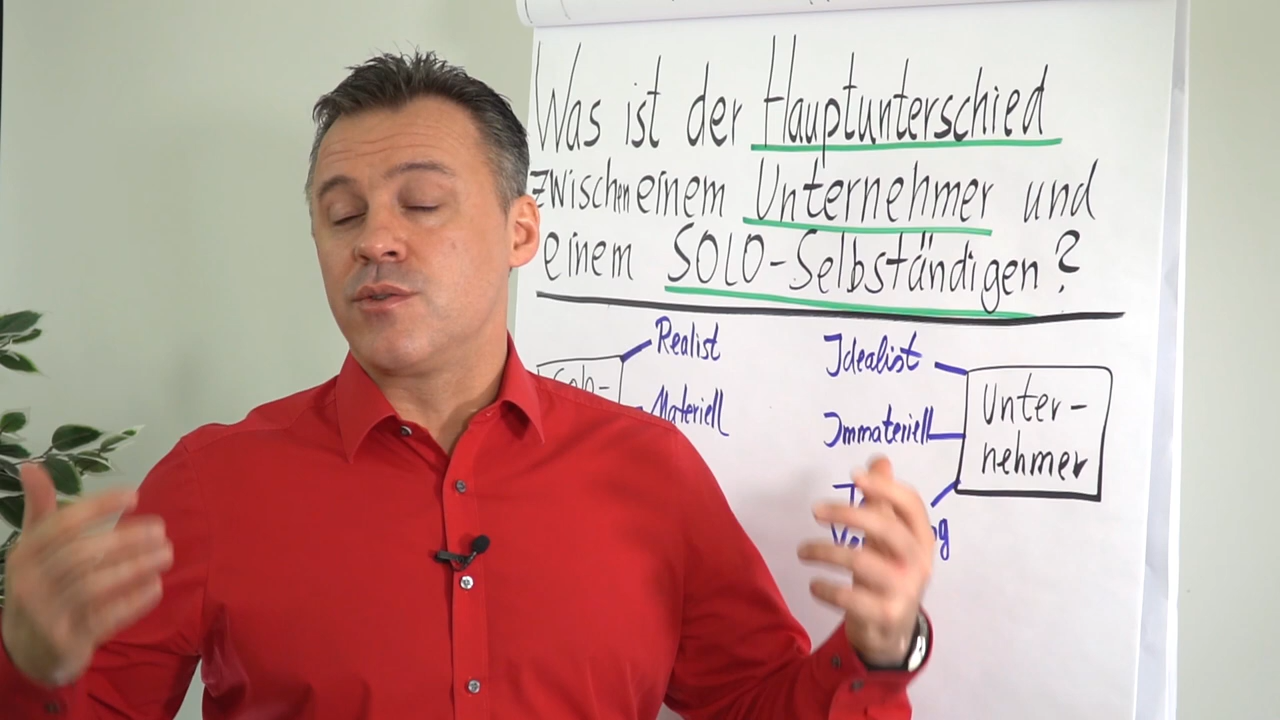 Was ist der Hauptunterschied
zwischen einem Unternehmer und
einem SOLO-Selbständigen?
Realist
Materiell
Idealist
Immateriell
Unter-
nehmer